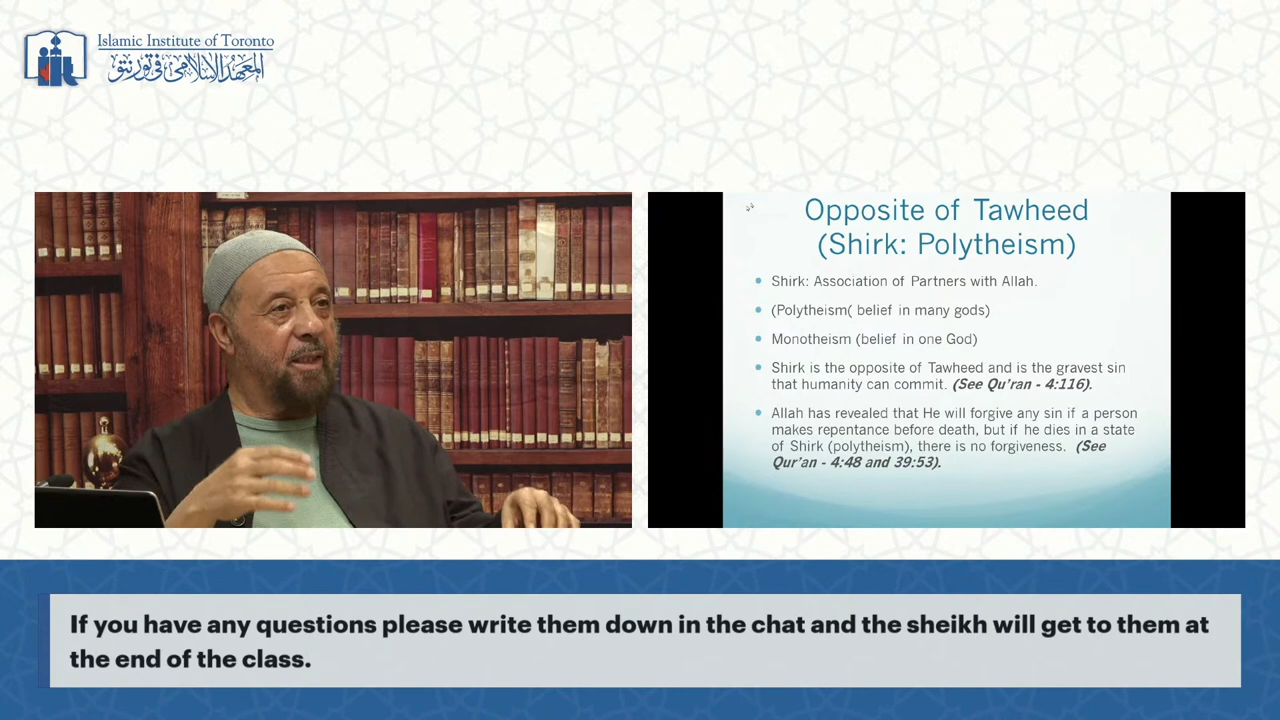 Islamic Institute of Toronto
المعهد الإسلامي في تورنتو
Opposite of Tawheed
(Shirk: Polytheism)
• Shirk: Association of Partners with Allah.
• (Polytheism( belief in many gods)
• Monotheism (belief in one God)
• Shirk is the opposite of Tawheed and is the gravest sin
that humanity can commit. (See Qu'ran - 4:116).
• Allah has revealed that He will forgive any sin if a person
makes repentance before death, but if he dies in a state
of Shirk (polytheism), there is no forgiveness. (See
Qur'an - 4:48 and 39:53).
If you have any questions please write them down in the chat and the sheikh will get to them at
the end of the class.